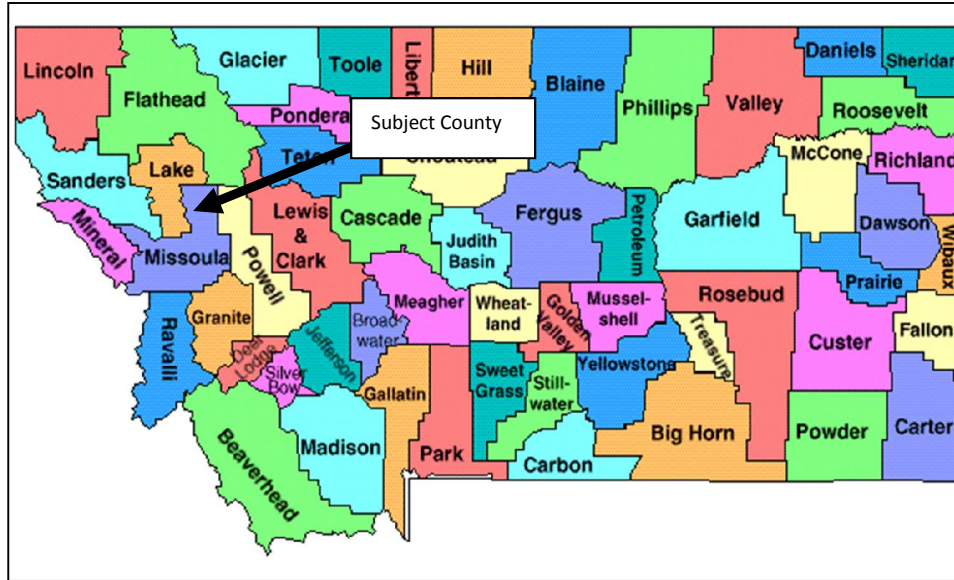 Lincoln
Flathead
Glacier
Toole
Libert
Hill
Blaine
Phillips
Valley
Daniels
Sheridan
Roosevelt
Pondera
Subject County
Teton
Chouteau
McCone
Richland
Sanders
Lake
Lewis
&
Clark
Cascade
Fergus
Petroleum
Garfield
Dawson
Wibaux
Mineral
Missoula
Powell
Judith
Basin
Prairie
Meagher
Wheat-
land
Golden
Valley
Mussel-
shell
Rosebud
Treasure
Custer
Fallon
Ravalli
Granite
Deer
Lodge
Silver
Bow
Jefferson
Broad-
water
Gallatin
Sweet
Grass
Still-
water
Yellowstone
Beaverhead
Madison
Park
Carbon
Big Horn
Powder
Carter